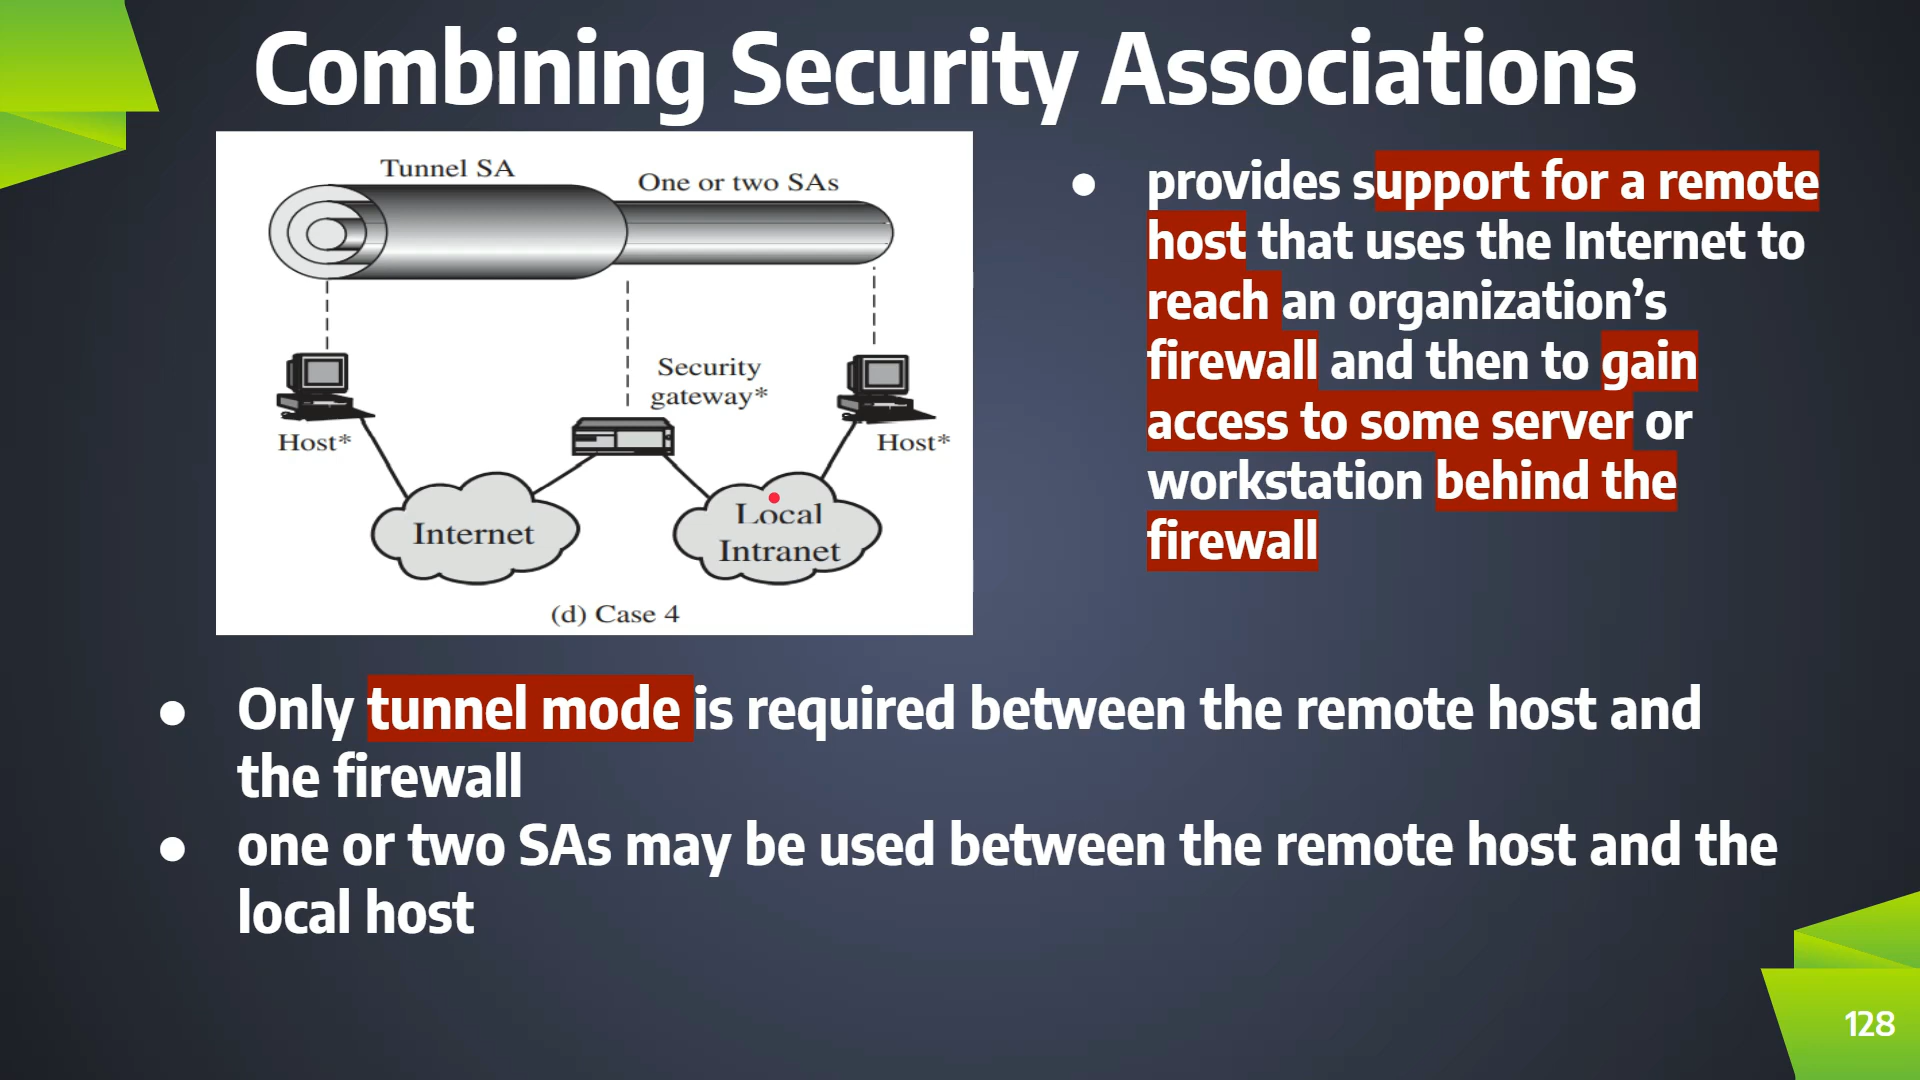 Combining Security Associations
Tunnel SA
One or two SAs
Security
gateway*
Host*
Host*
Internet
Local
Intranet
(d) Case 4
● provides support for a remote
host that uses the Internet to
reach an organization’s
firewall and then to gain
access to some server or
workstation behind the
firewall
● Only tunnel mode is required between the remote host and
the firewall
● one or two SAs may be used between the remote host and the
local host
128